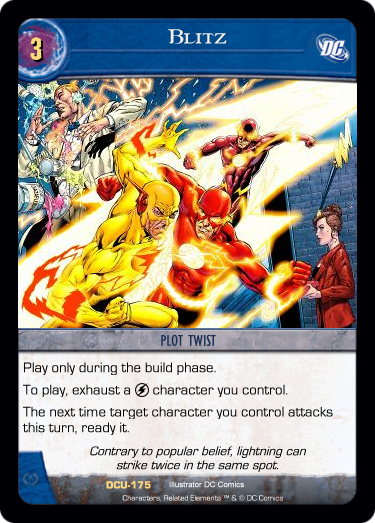 3
BLITZ
DC
PLOT TWIST
Play only during the build phase.
To play, exhaust a character you control.
The next time target character you control attacks
this turn, ready it.
Contrary to popular belief, lightning can
strike twice in the same spot.
DCU-175 Illustrator DC Comics
Characters, Related Elements ™ & © DC Comics